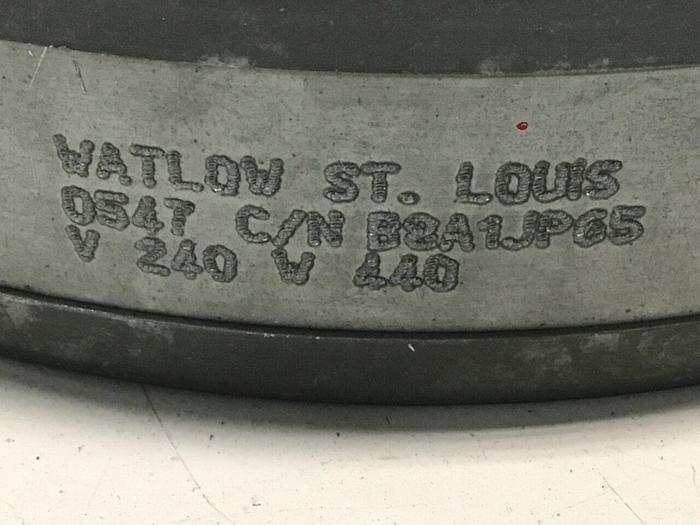 WATLOW ST. LOUIS
0547 C/N B8A1JP65
V 240 W 440